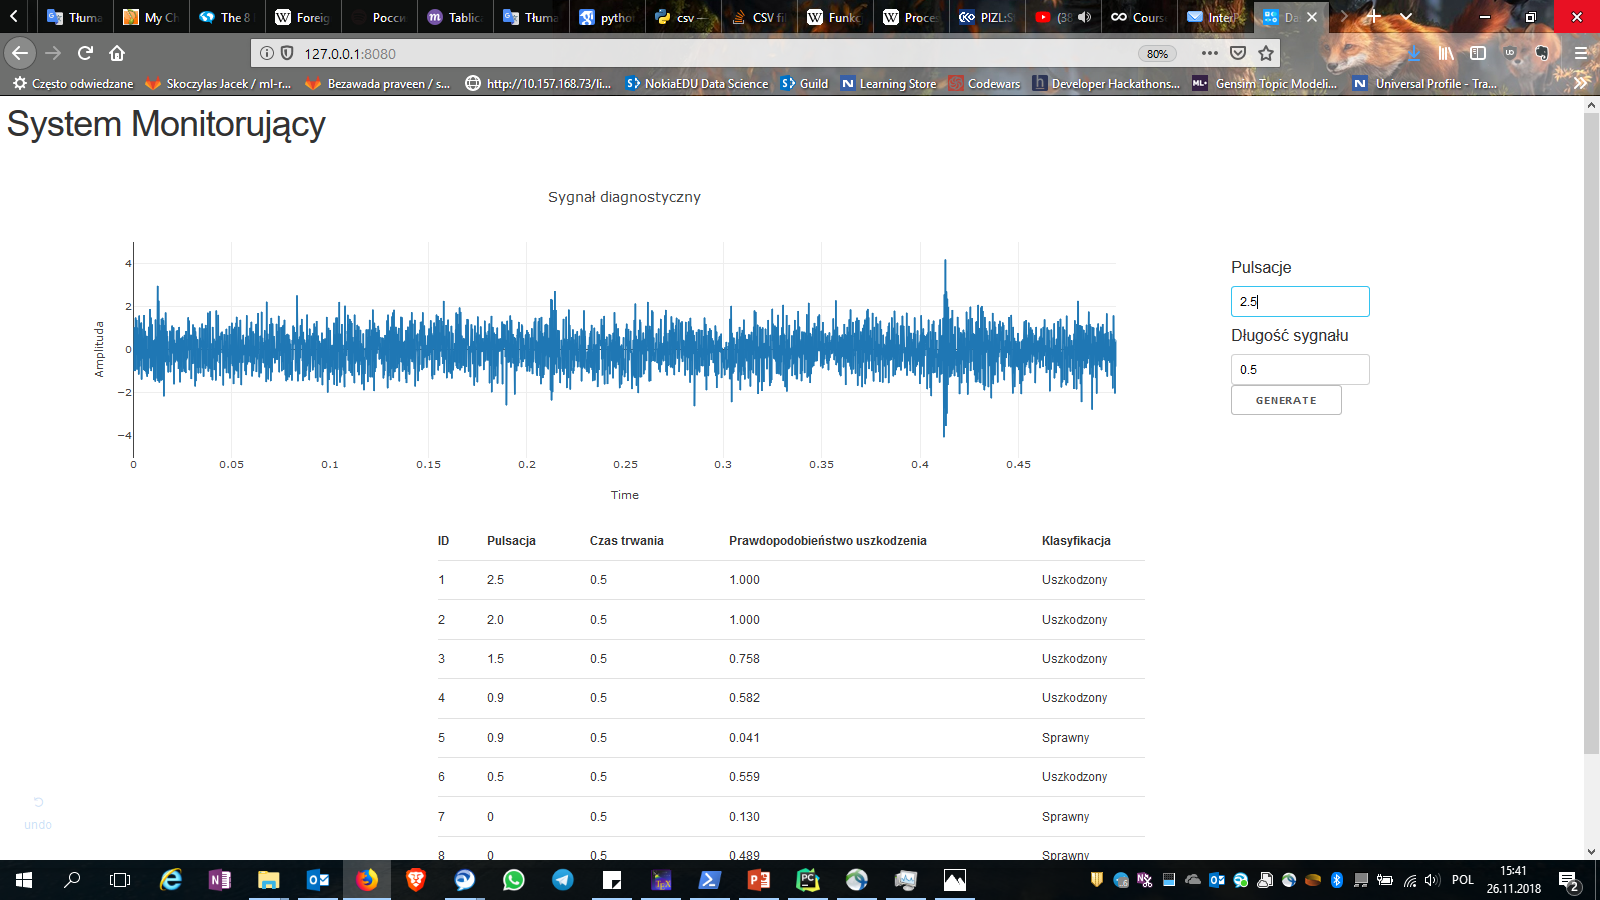 Tłuma
My Ch
The 8
Foreig
Росси
Tablica
Tłuma
Tłuma
pytho
csv —
CSV fi
Funkc
Proces
PIZL:S
(38
Cours
Inter
Da
127.0.0.1:8080
80%
Często odwiedzane
Skoczylas Jacek / ml-r...
Bezawada praveen / s...
http://10.157.168.73/li...
NokiaEDU Data Science
Guild
Learning Store
Codewars
Developer Hackathons...
Gensim Topic Modeli...
Universal Profile - Tra...
System Monitorujący
Sygnał diagnostyczny
Amplituda
4
2
0
−2
−4
0 0.05 0.1 0.15 0.2 0.25 0.3 0.35 0.4 0.45
Time
Pulsacje
2.5
Długość sygnału
0.5
GENERATE
ID Pulsacja Czas trwania Prawdopodobieństwo uszkodzenia Klasyfikacja
1 2.5 0.5 1.000 Uszkodzony
2 2.0 0.5 1.000 Uszkodzony
3 1.5 0.5 0.758 Uszkodzony
4 0.9 0.5 0.582 Uszkodzony
5 0.9 0.5 0.041 Sprawny
6 0.5 0.5 0.559 Uszkodzony
7 0 0.5 0.130 Sprawny
8 0 0.5 0.489 Sprawny
undo
POL
15:41
26.11.2018
2